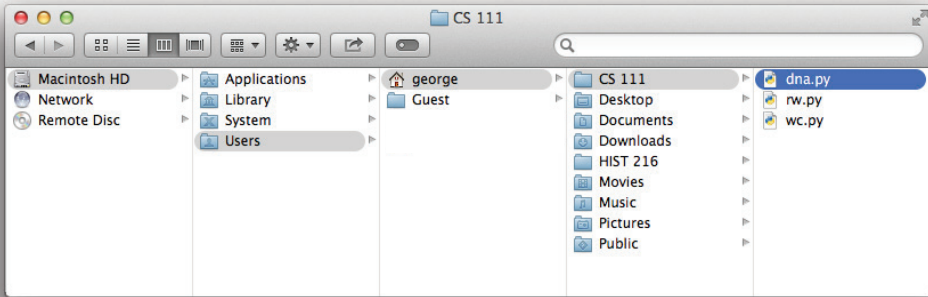 CS 111
Macintosh HD
Network
Remote Disc
Applications
Library
System
Users
george
Guest
CS 111
Desktop
Documents
Downloads
HIST 216
Movies
Music
Pictures
Public
dna.py
rw.py
wc.py